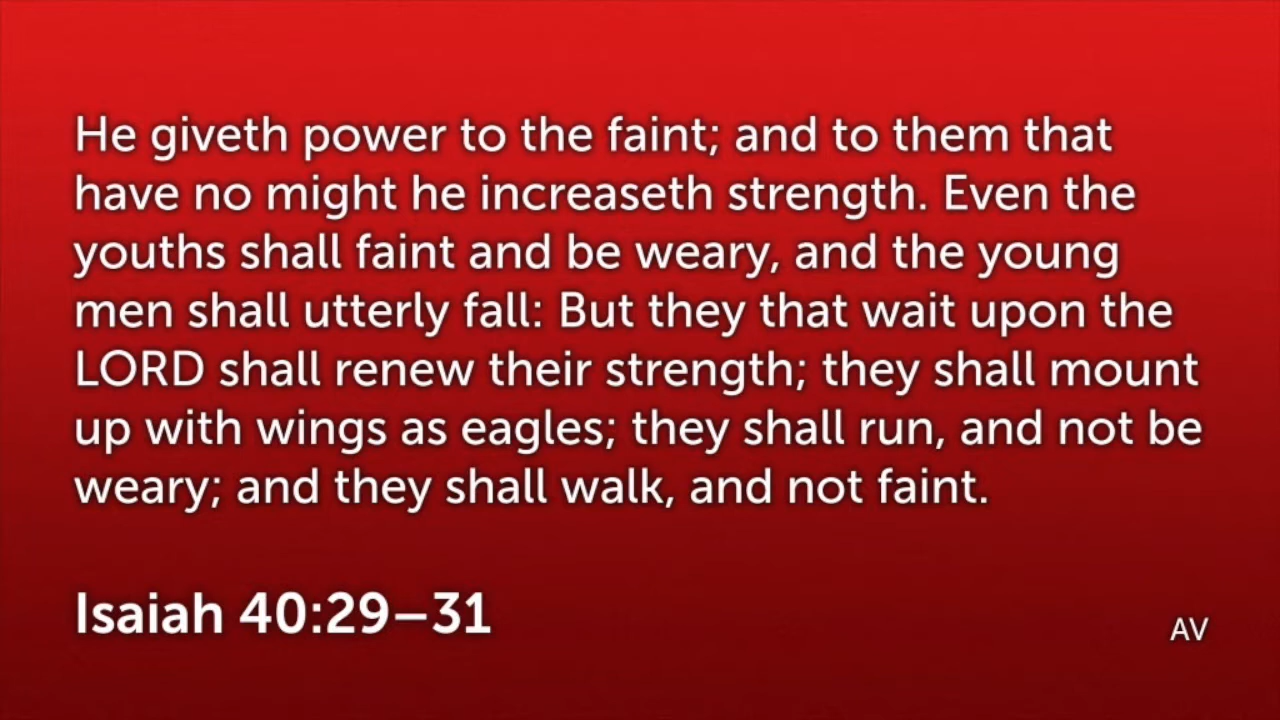 He giveth power to the faint; and to them that
have no might he increaseth strength. Even the
youths shall faint and be weary, and the young
men shall utterly fall: But they that wait upon the
LORD shall renew their strength; they shall mount
up with wings as eagles; they shall run, and not be
weary; and they shall walk, and not faint.
Isaiah 40:29–31
AV